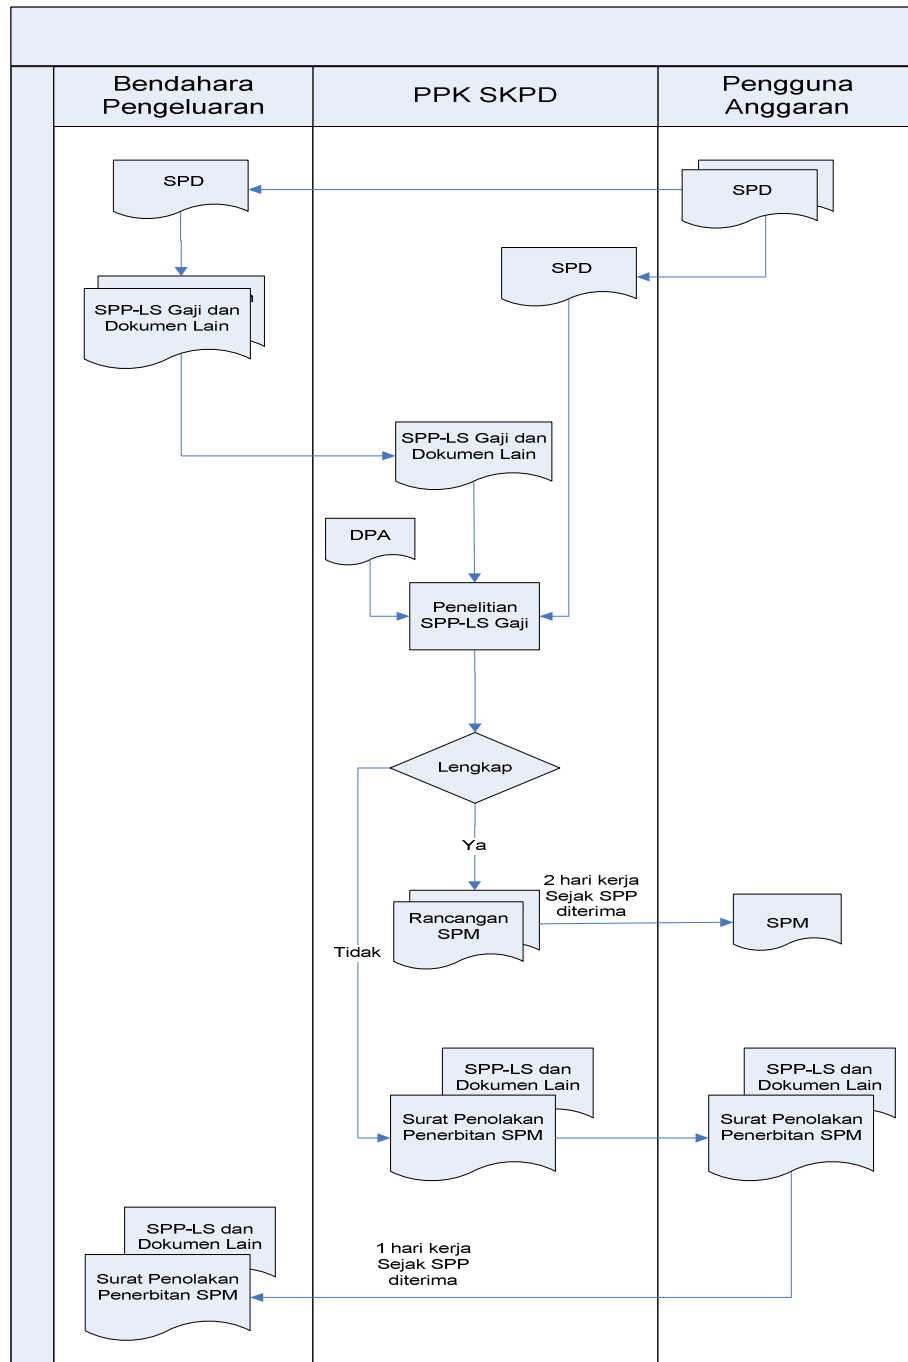 Bendahara
Pengeluaran
PPK SKPD
Pengguna
Anggaran
SPD
SPD
SPD
SPP-LS Gaji dan
Dokumen Lain
SPP-LS Gaji dan
Dokumen Lain
DPA
Penelitian
SPP-LS Gaji
Lengkap
Ya
2 hari kerja
Sejak SPP
diterima
Rancangan
SPM
SPM
Tidak
SPP-LS dan
Dokumen Lain
Surat Penolakan
Penerbitan SPM
SPP-LS dan
Dokumen Lain
Surat Penolakan
Penerbitan SPM
SPP-LS dan
Dokumen Lain
Surat Penolakan
Penerbitan SPM
1 hari kerja
Sejak SPP
diterima